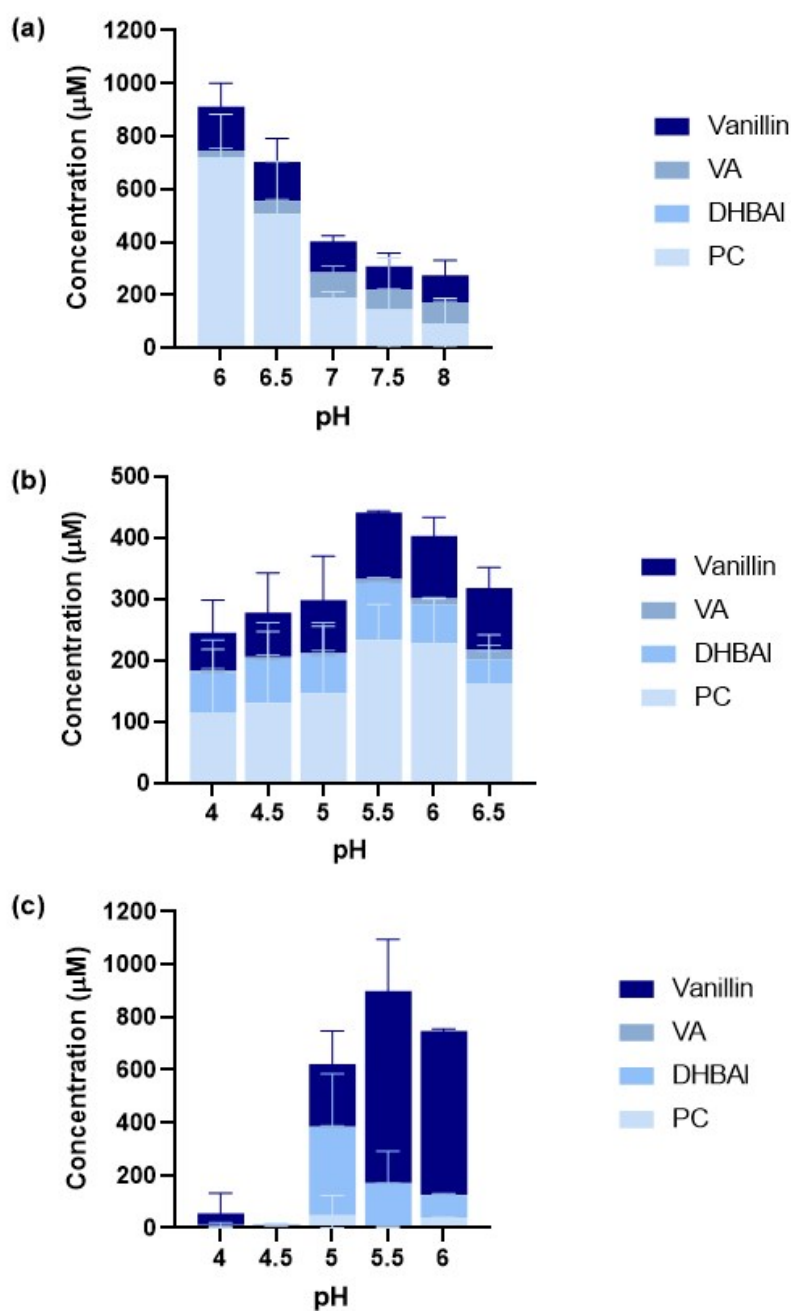 (a)
Concentration (µM)
1200
1000
800
600
400
200
0
6 6.5 7 7.5 8
pH
Vanillin
VA
DHBAl
PC
(b)
Concentration (µM)
500
400
300
200
100
0
4 4.5 5 5.5 6 6.5
pH
Vanillin
VA
DHBAl
PC
(c)
Concentration (µM)
1200
1000
800
600
400
200
0
4 4.5 5 5.5 6
pH
Vanillin
VA
DHBAl
PC